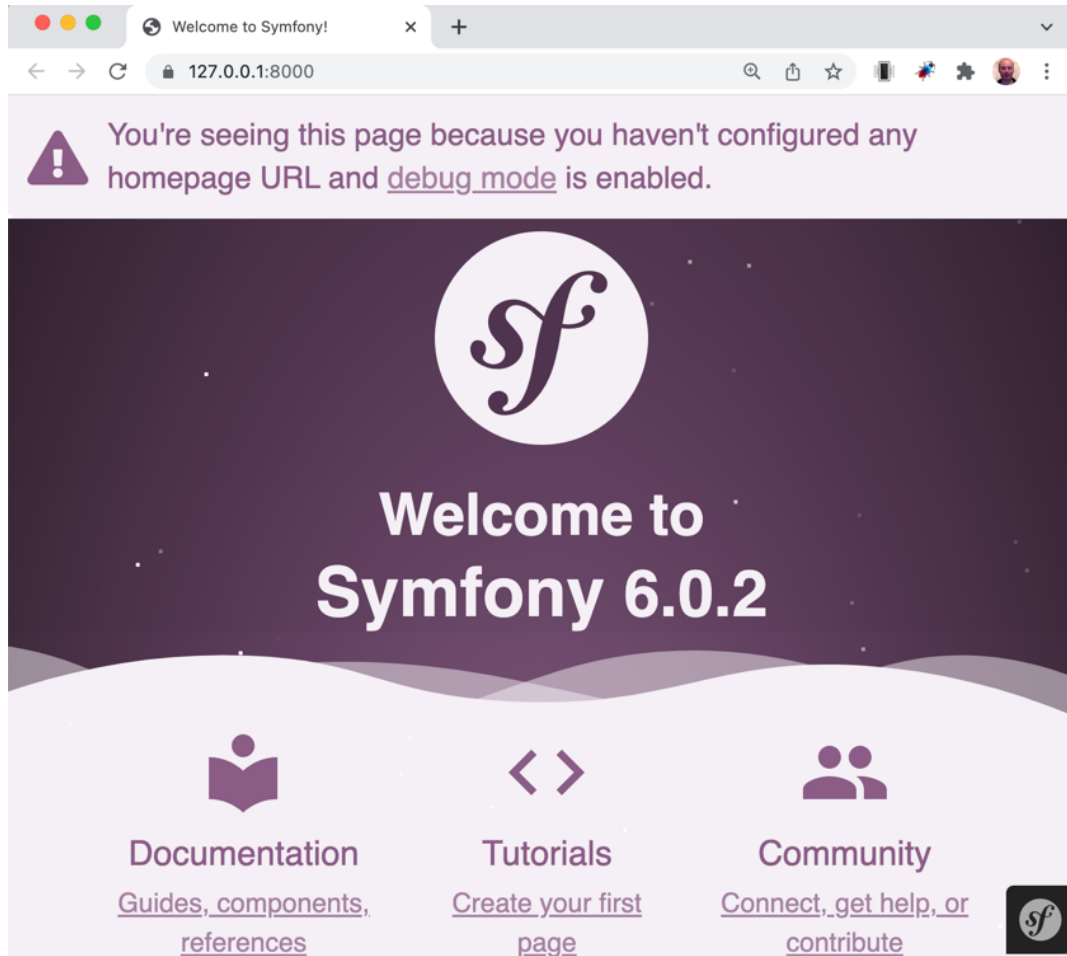 Welcome to Symfony!
127.0.0.1:8000
You're seeing this page because you haven't configured any
homepage URL and debug mode is enabled.
sf
Welcome to
Symfony 6.0.2
Documentation
Tutorials
Community
Guides, components,
references
Create your first
page
Connect, get help, or
contribute
sf